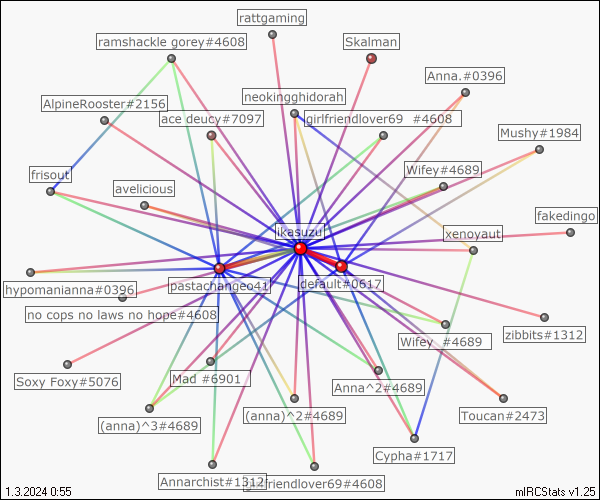 rattgaming
ramshackle gorey#4608
Skalman
Anna.#0396
neokingghidorah
AlpineRooster#2156
ace deucy#7097
girlfriendlover69 #4608
Mushy#1984
Wifey#4689
frisout
avelicious
fakedingo
ikasuzu
xenoyaut
pastachangeo41
default#0617
hypomanianna#0396
no cops no laws no hope#4608
zibbits#1312
Wifey_#4689
Soxy Foxy#5076
Mad #6901
Anna^2#4689
(anna)^3#4689
(anna)^2#4689
Toucan#2473
Cypha#1717
Annarchist#1312
girlfriendlover69#4608
1.3.2024 0:55
mIRCStats v1.25